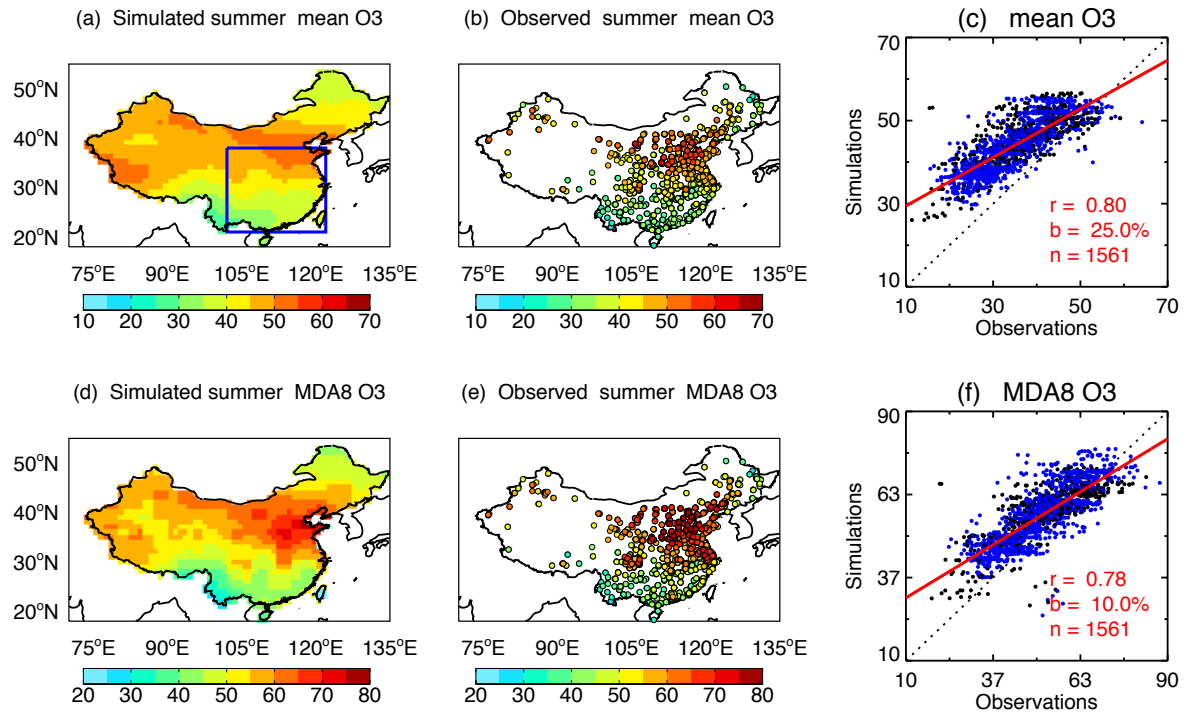 (a) Simulated summer mean O3
50°N
40°N
30°N
20°N
75°E 90°E 105°E 120°E 135°E
10 20 30 40 50 60 70
(b) Observed summer mean O3
75°E 90°E 105°E 120°E 135°E
10 20 30 40 50 60 70
(c) mean O3
70
50
30
10
Simulations
r = 0.80
b = 25.0%
n = 1561
10 30 50 70
Observations
(d) Simulated summer MDA8 O3
50°N
40°N
30°N
20°N
75°E 90°E 105°E 120°E 135°E
20 30 40 50 60 70 80
(e) Observed summer MDA8 O3
75°E 90°E 105°E 120°E 135°E
20 30 40 50 60 70 80
(f) MDA8 O3
90
63
37
10
Simulations
r = 0.78
b = 10.0%
n = 1561
10 37 63 90
Observations